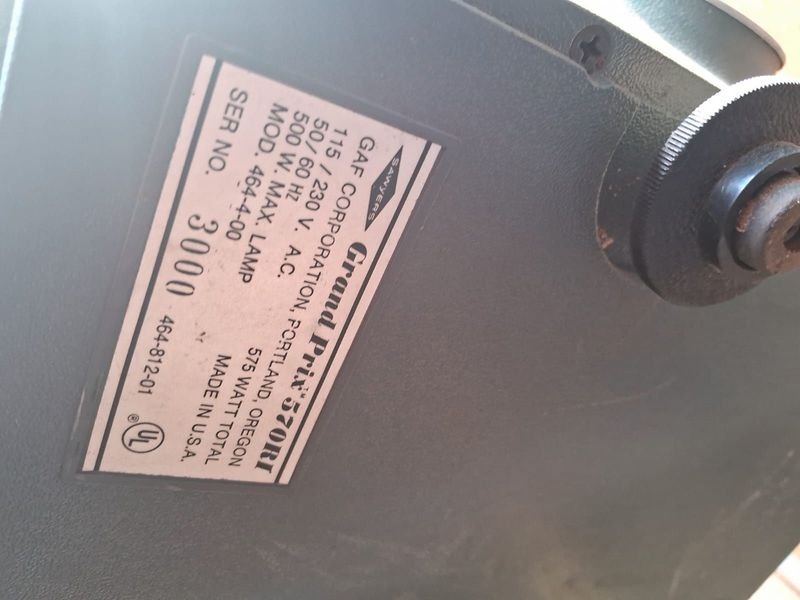 SAWYERS Grand Prix™ 570RI
GAF CORPORATION, PORTLAND, OREGON
115 / 230 V. A.C. 575 WATT TOTAL
50/60 HZ MADE IN U.S.A.
500 W. MAX. LAMP
MOD. 464-4-00 464-812-01
SER NO. 3000 ® UL